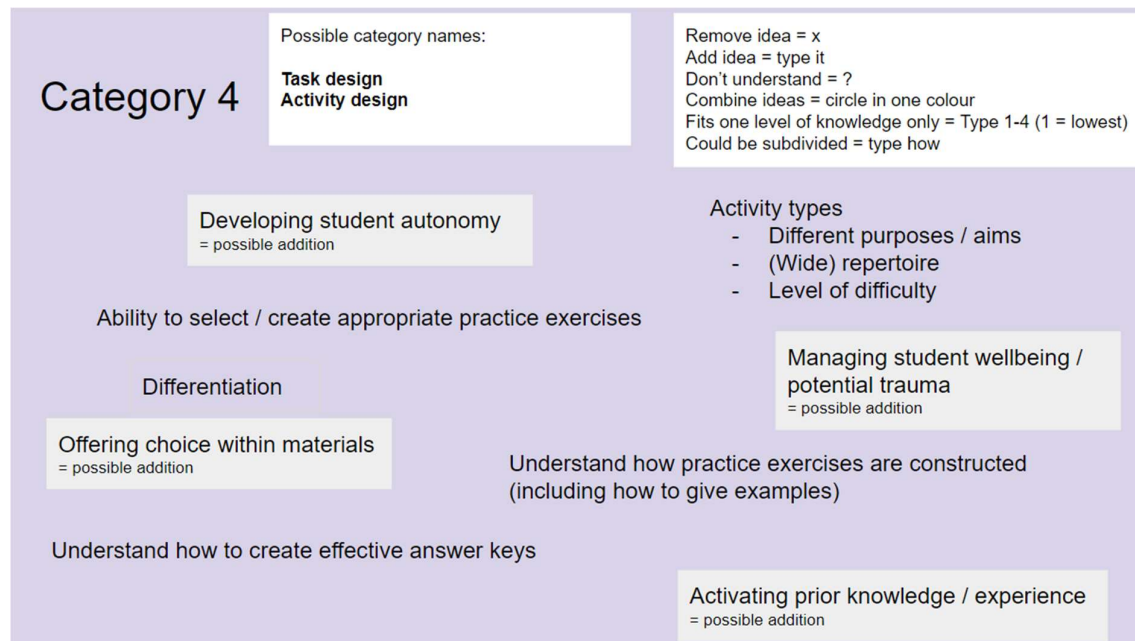 Category 4
Possible category names:
Task design
Activity design
Remove idea = x
Add idea = type it
Don't understand = ?
Combine ideas = circle in one colour
Fits one level of knowledge only = Type 1-4 (1 = lowest)
Could be subdivided = type how
Developing student autonomy
= possible addition
Activity types
- Different purposes / aims
- (Wide) repertoire
- Level of difficulty
Ability to select / create appropriate practice exercises
Managing student wellbeing /
potential trauma
= possible addition
Differentiation
Offering choice within materials
= possible addition
Understand how practice exercises are constructed
(including how to give examples)
Understand how to create effective answer keys
Activating prior knowledge / experience
= possible addition